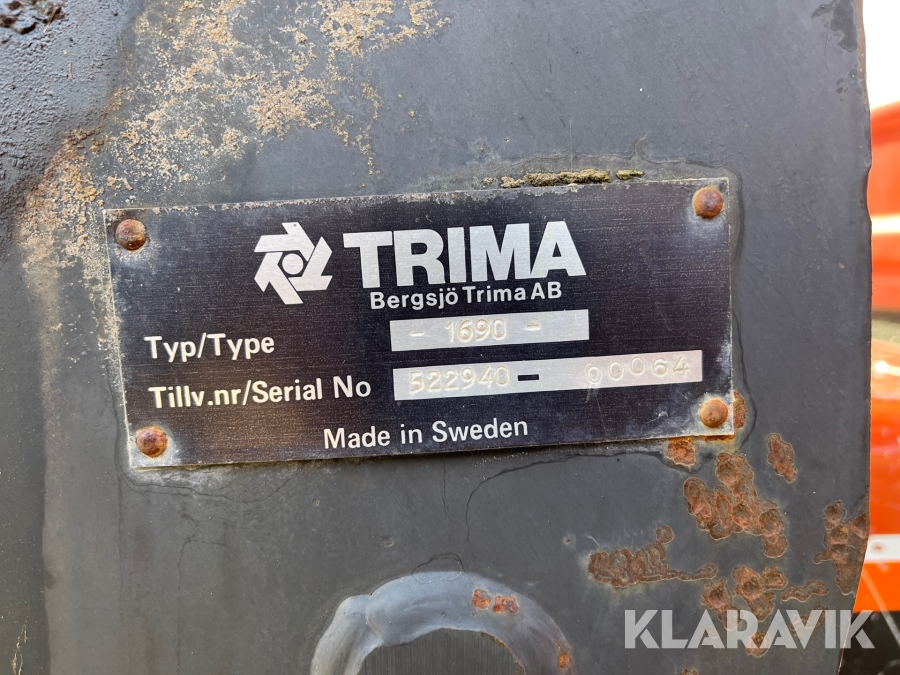 TRIMA
Bergsjö Trima AB
Typ/Type - 1690 -
Tillv.nr/Serial No 522940- 00064
Made in Sweden
KLARAVIK